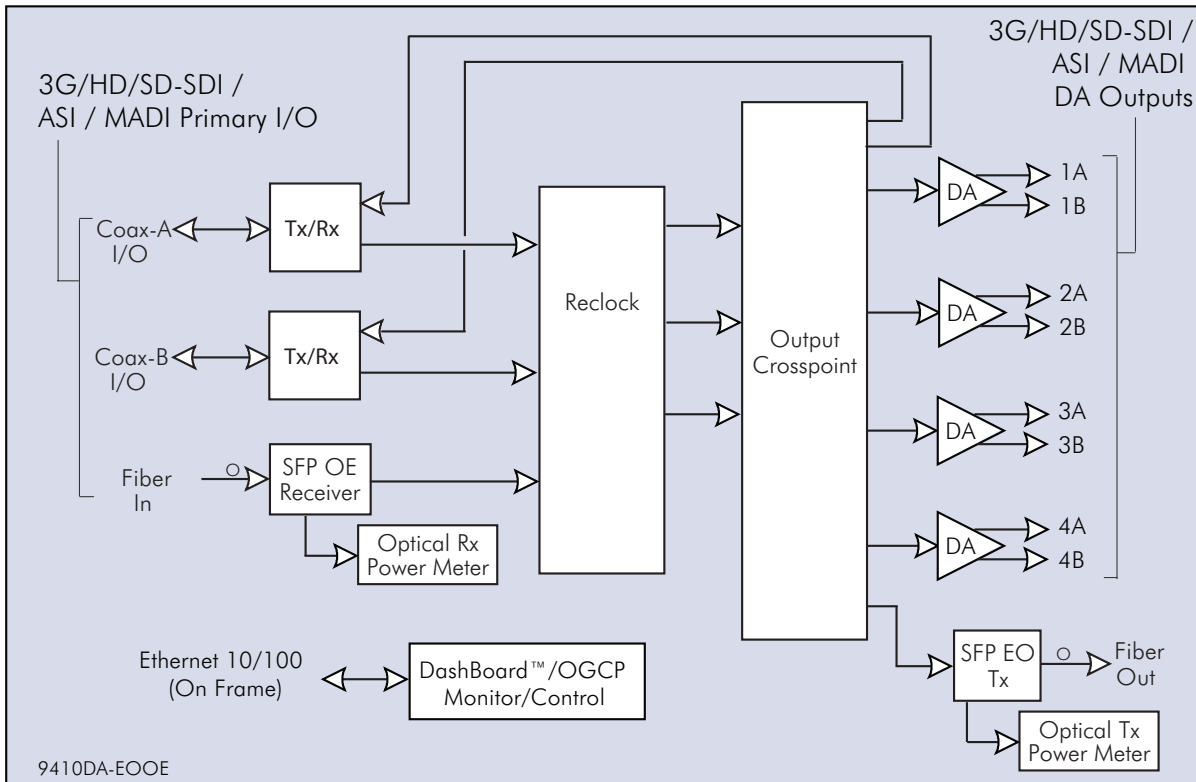 3G/HD/SD-SDI /
ASI / MADI Primary I/O
3G/HD/SD-SDI /
ASI / MADI
DA Outputs
Coax-A
I/O
Tx/Rx
Coax-B
I/O
Tx/Rx
Fiber
In
SFP OE
Receiver
Optical Rx
Power Meter
Reclock
Output
Crosspoint
DA
1A
1B
DA
2A
2B
DA
3A
3B
DA
4A
4B
SFP EO
Tx
Fiber
Out
Optical Tx
Power Meter
Ethernet 10/100
(On Frame)
DashBoard™/OGCP
Monitor/Control
9410DA-EOOE